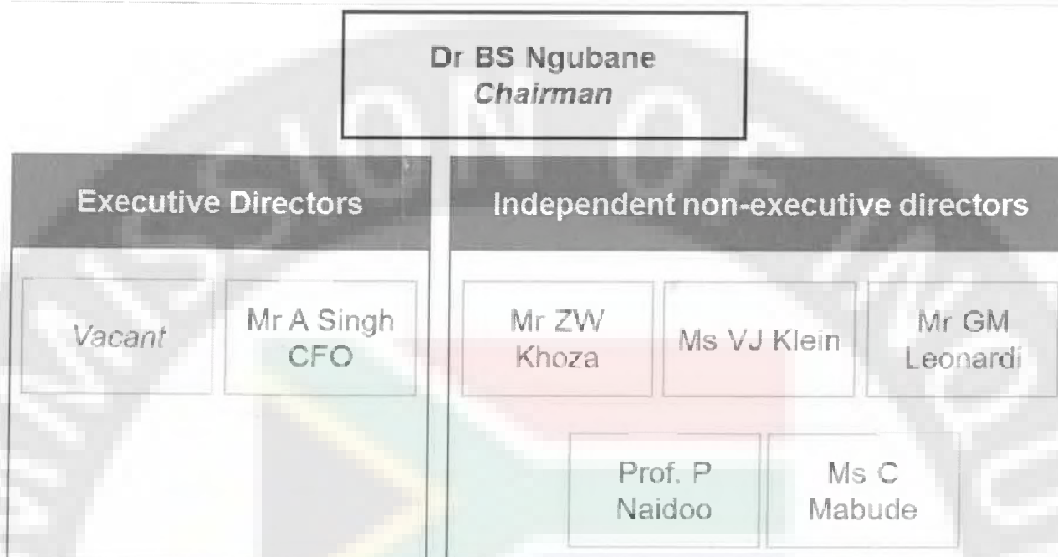 Dr BS Ngubane
Chairman
Executive Directors
Independent non-executive directors
Vacant
Mr A Singh
CFO
Mr ZW
Khoza
Ms VJ Klein
Mr GM
Leonardi
Prof. P
Naidoo
Ms C
Mabude